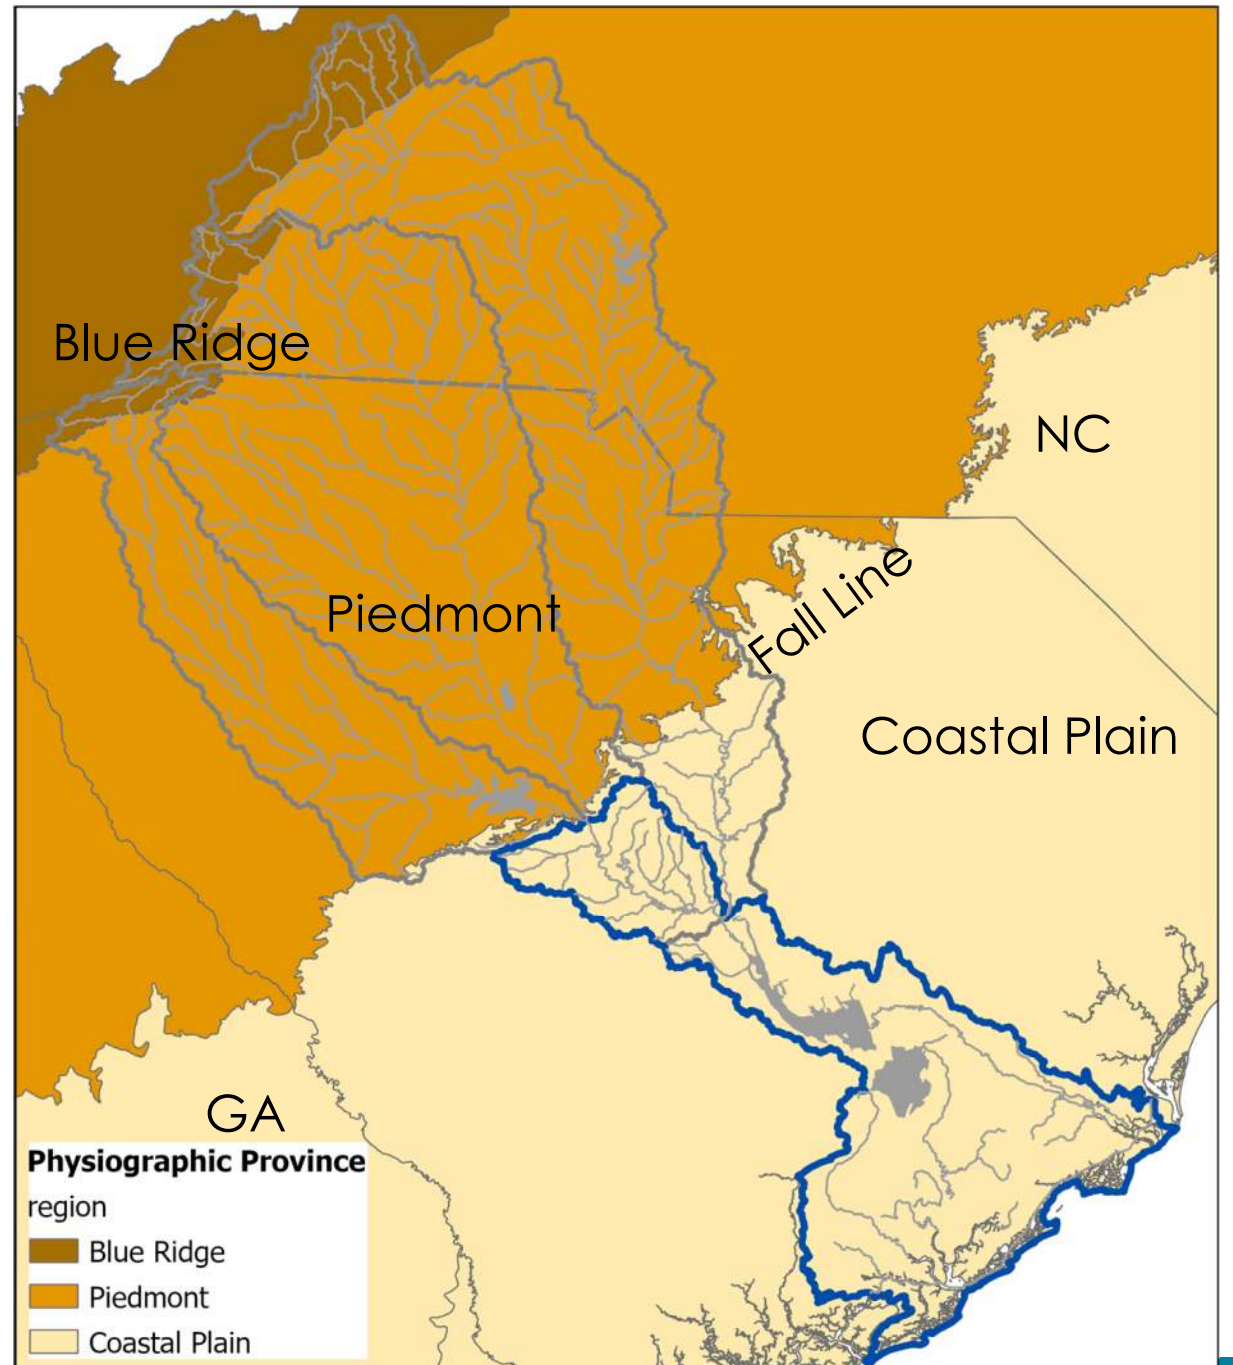 Blue Ridge
NC
Fall Line
Piedmont
Coastal Plain
GA
Physiographic Province
region
Blue Ridge
Piedmont
Coastal Plain